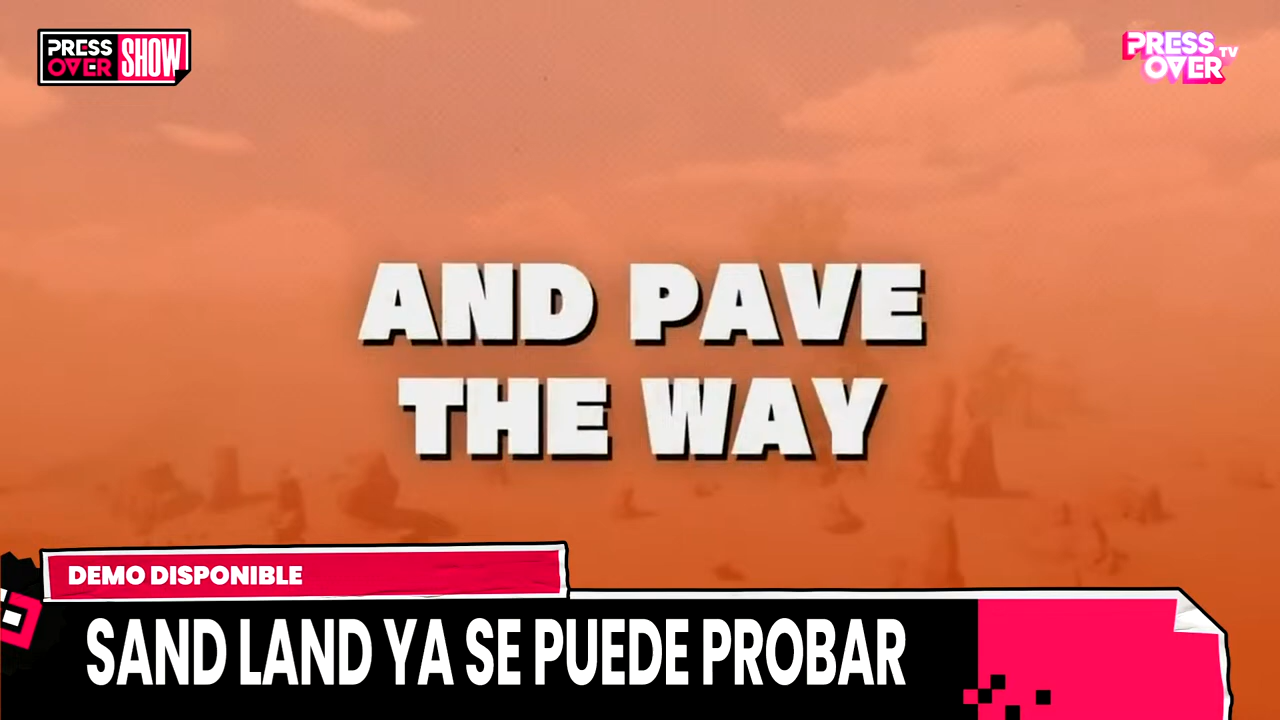 PRESS
OVER
SHOW
PRESS
OVER TV
AND PAVE
THE WAY
DEMO DISPONIBLE
SAND LAND YA SE PUEDE PROBAR